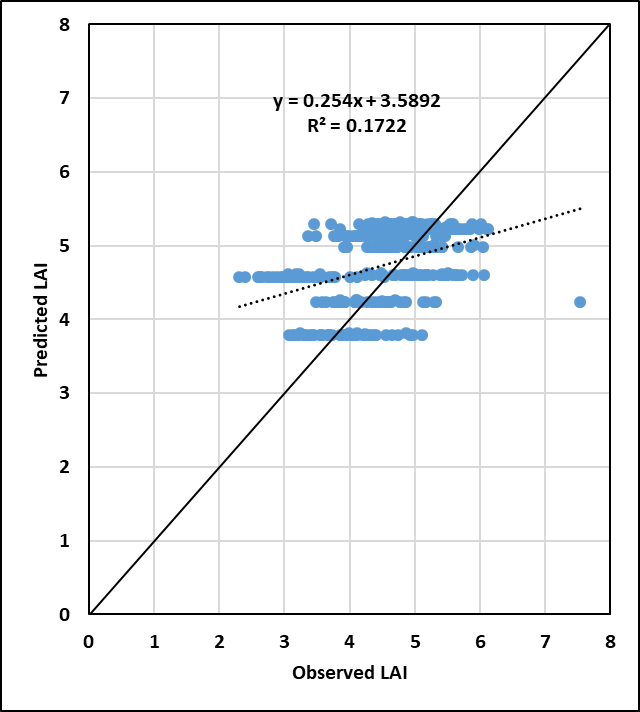 8
7
6
5
4
3
2
1
0
Predicted LAI
y = 0.254x + 3.5892
R² = 0.1722
0 1 2 3 4 5 6 7 8
Observed LAI